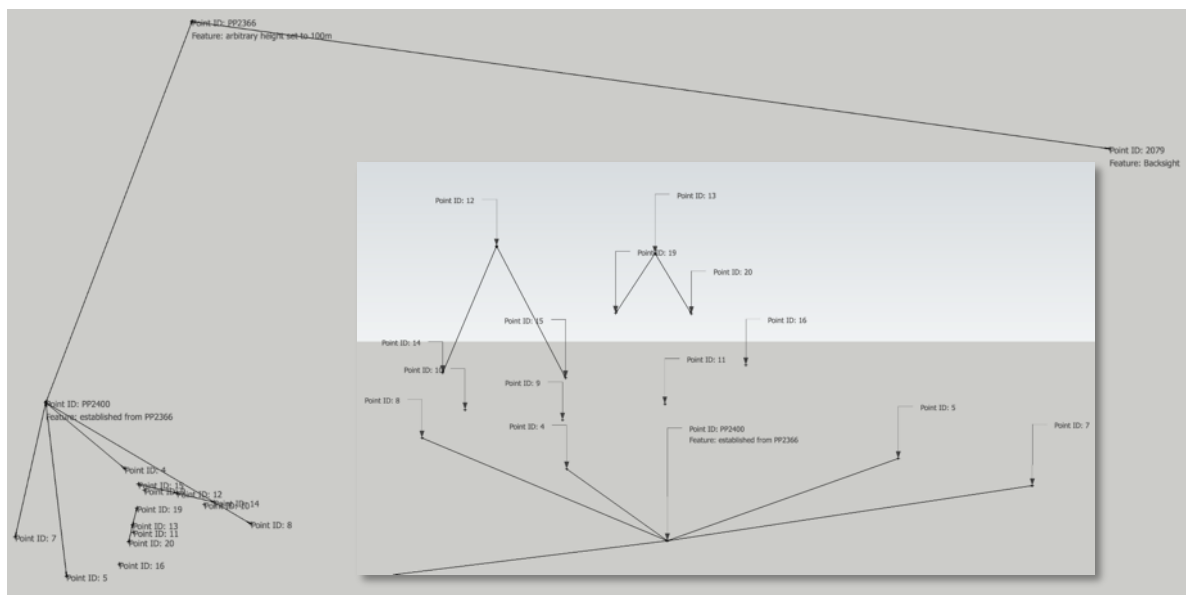 Point ID: PP2366
Feature: arbitrary height set to 100m
Point ID: 2079
Feature: Backsight
Point ID: 12
Point ID: 13
Point ID: 19
Point ID: 20
Point ID: 15
Point ID: 16
Point ID: 14
Point ID: 11
Point ID: 10
Point ID: 9
Point ID: 8
Point ID: 5
Point ID: 4
Point ID: PP2400
Feature: established from PP2366
Point ID: 7
Point ID: PP2400
Feature: established from PP2366
Point ID: 4
Point ID: 15
Point ID: 12
Point ID: 14
Point ID: 19
Point ID: 13
Point ID: 8
Point ID: 11
Point ID: 7
Point ID: 20
Point ID: 16
Point ID: 5